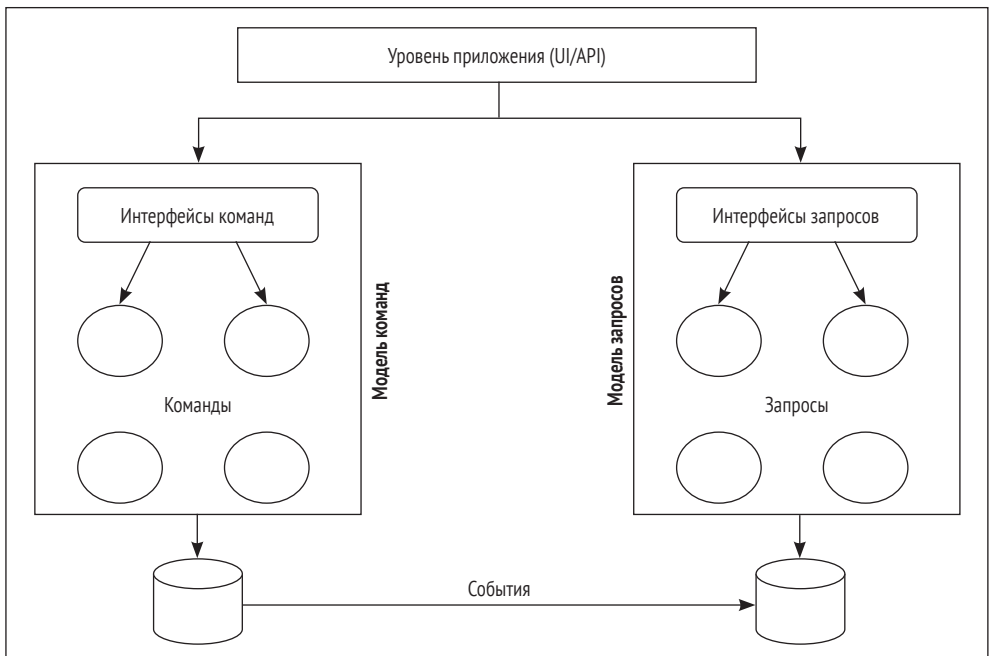 Уровень приложения (UI/API)
Интерфейсы команд
Интерфейсы запросов
Модель команд
Модель запросов
Команды
Запросы
События